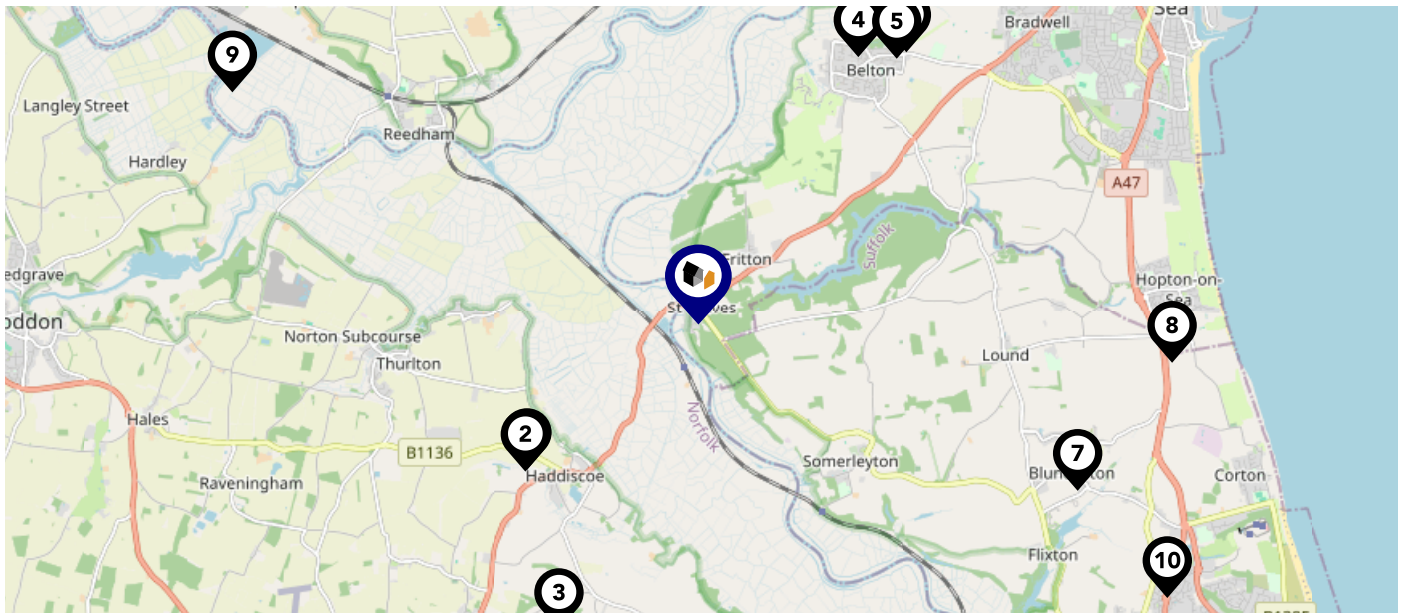 Sea
4
5
Bradwell
9
Belton
Langley Street
Reedham
Hardley
A47
Suffolk
Fritton
Hopton-on-
Sea
8
Norton Subcourse
Thurlton
Lound
Hales
Norfolk
2
B1136
Haddiscoe
Raveningham
Somerleyton
7
Corton
Flixton
10
3